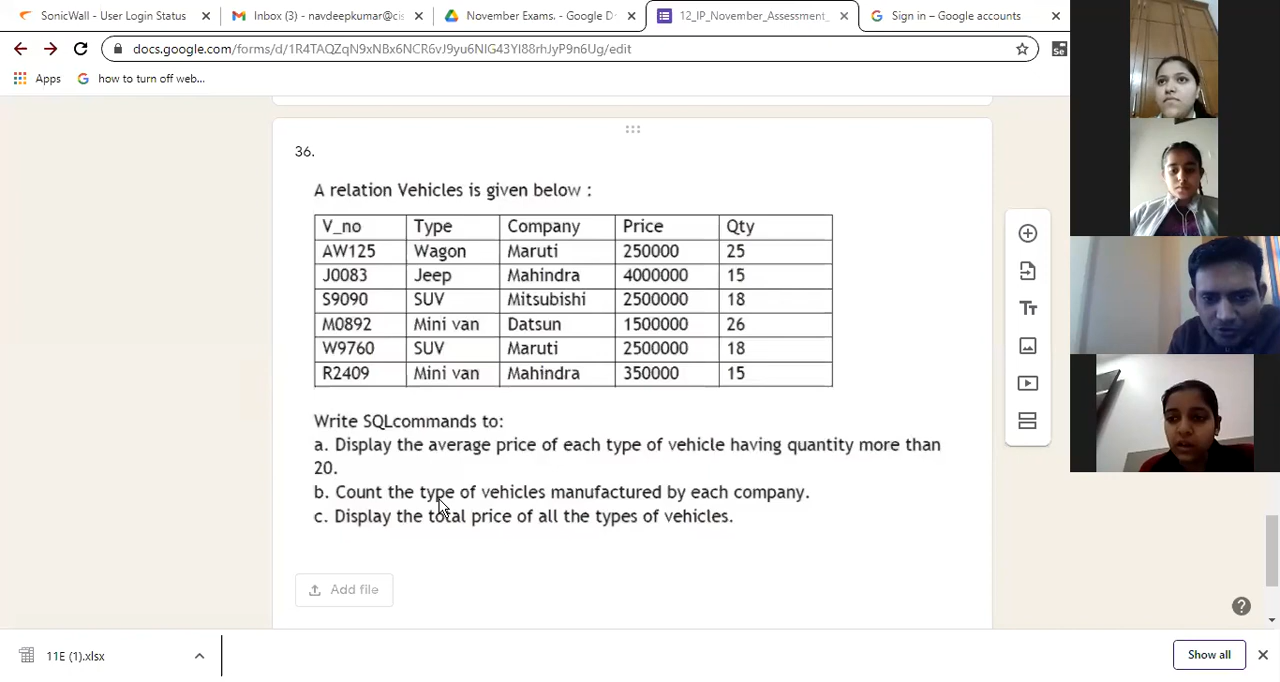 SonicWall - User Login Status
Inbox (3) - navdeepkumar@cis
November Exams. - Google D
12_IP_November_Assessment_
Sign in – Google accounts
docs.google.com/forms/d/1R4TAQZqN9xNBx6NCR6vJ9yu6NIG43Yl88rhJyP9n6Ug/edit
Se
Apps
how to turn off web...
36.
A relation Vehicles is given below :
V_no Type Company Price Qty
AW125 Wagon Maruti 250000 25
J0083 Jeep Mahindra 4000000 15
S9090 SUV Mitsubishi 2500000 18
M0892 Mini van Datsun 1500000 26
W9760 SUV Maruti 2500000 18
R2409 Mini van Mahindra 350000 15
Write SQLcommands to:
a. Display the average price of each type of vehicle having quantity more than
20.
b. Count the type of vehicles manufactured by each company.
c. Display the total price of all the types of vehicles.
Add file
11E (1).xlsx
Show all